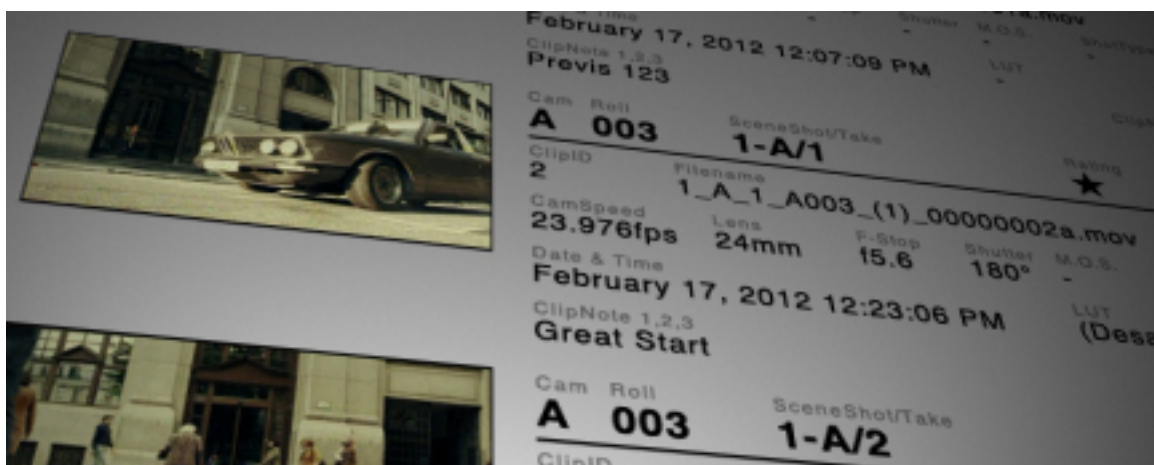 Shutter M.O.S. ShotType
February 17, 2012 12:07:09 PM
LUT
ClipNote 1,2,3
Previs 123
Cam Roll SceneShot/Take Rating
A 003 1-A/1 ★
ClipID Filename
2 1_A_1_A003_(1)_00000002a.mov
CamSpeed Lens F-Stop Shutter M.O.S.
23.976fps 24mm f5.6 180° -
Date & Time LUT
February 17, 2012 12:23:06 PM
ClipNote 1,2,3
Great Start
Cam Roll SceneShot/Take
A 003 1-A/2
ClipID